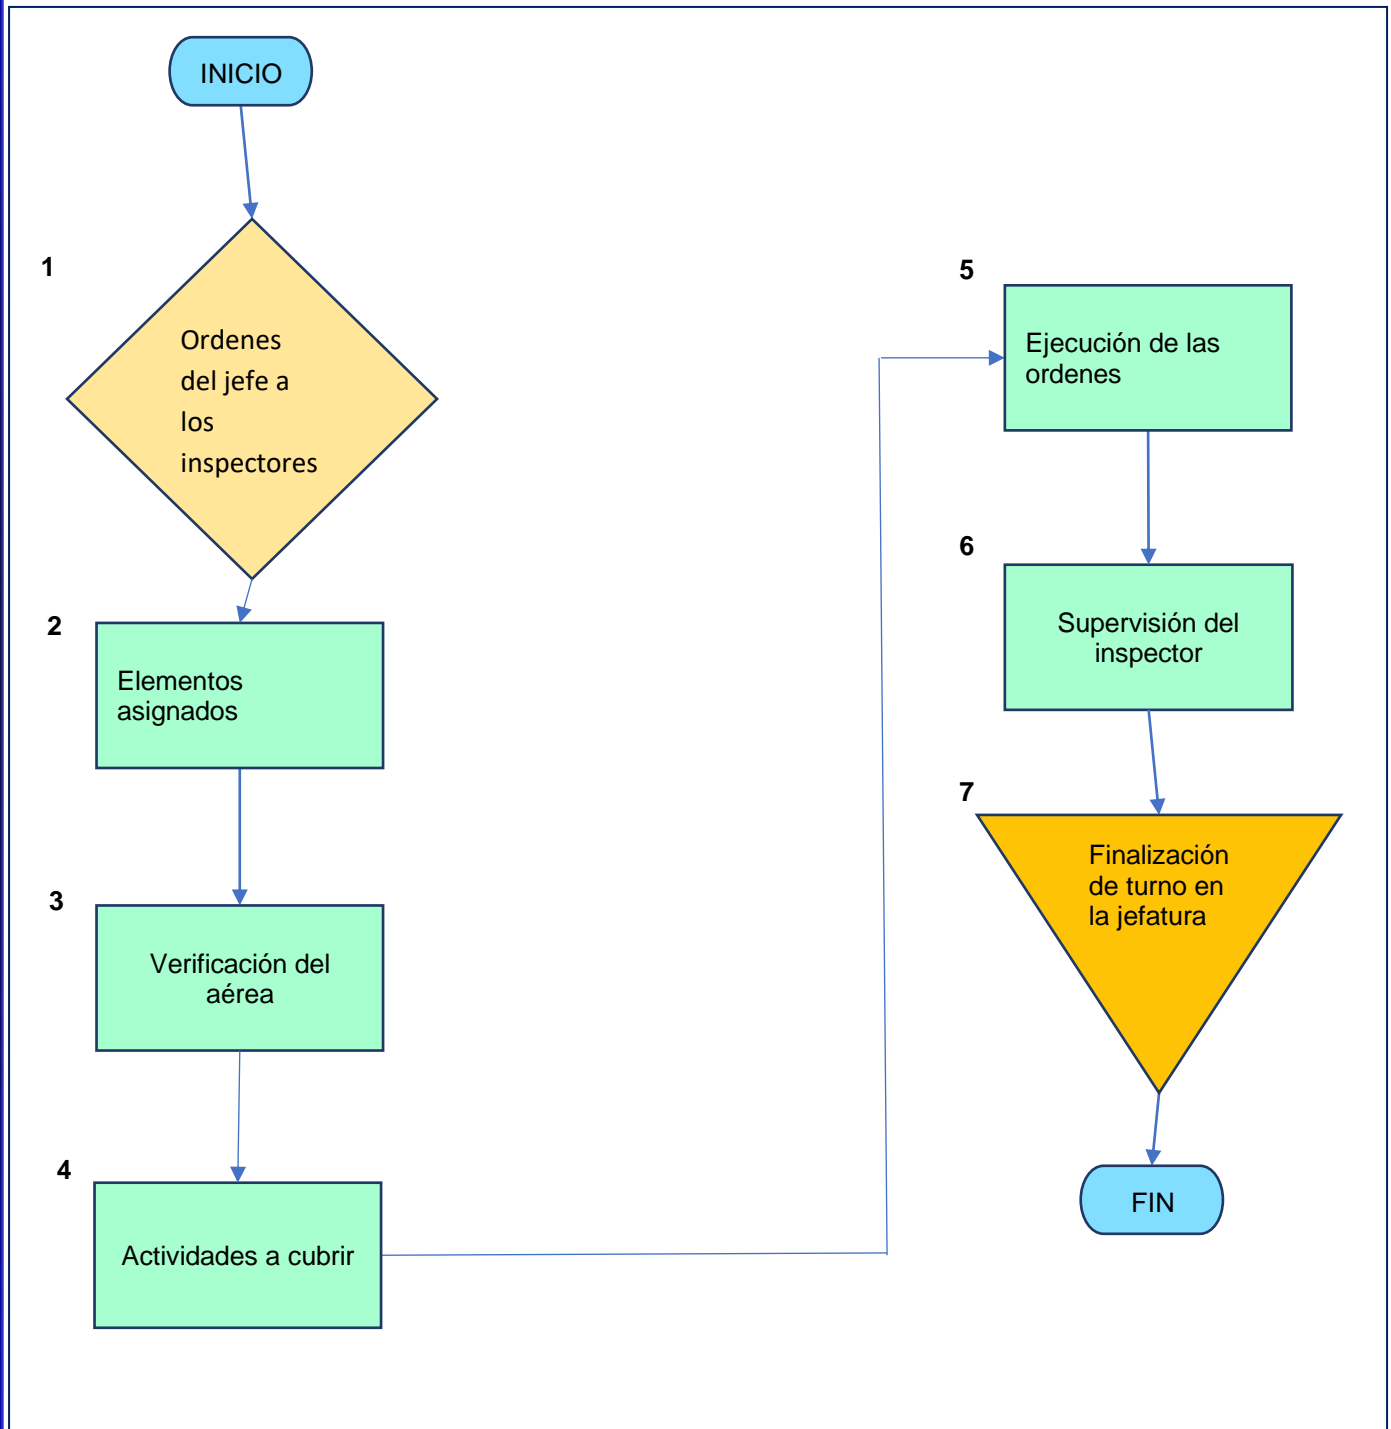 INICIO
1
Ordenes
del jefe a
los
inspectores
2
Elementos
asignados
3
Verificación del
aérea
4
Actividades a cubrir
5
Ejecución de las
ordenes
6
Supervisión del
inspector
7
Finalización
de turno en
la jefatura
FIN